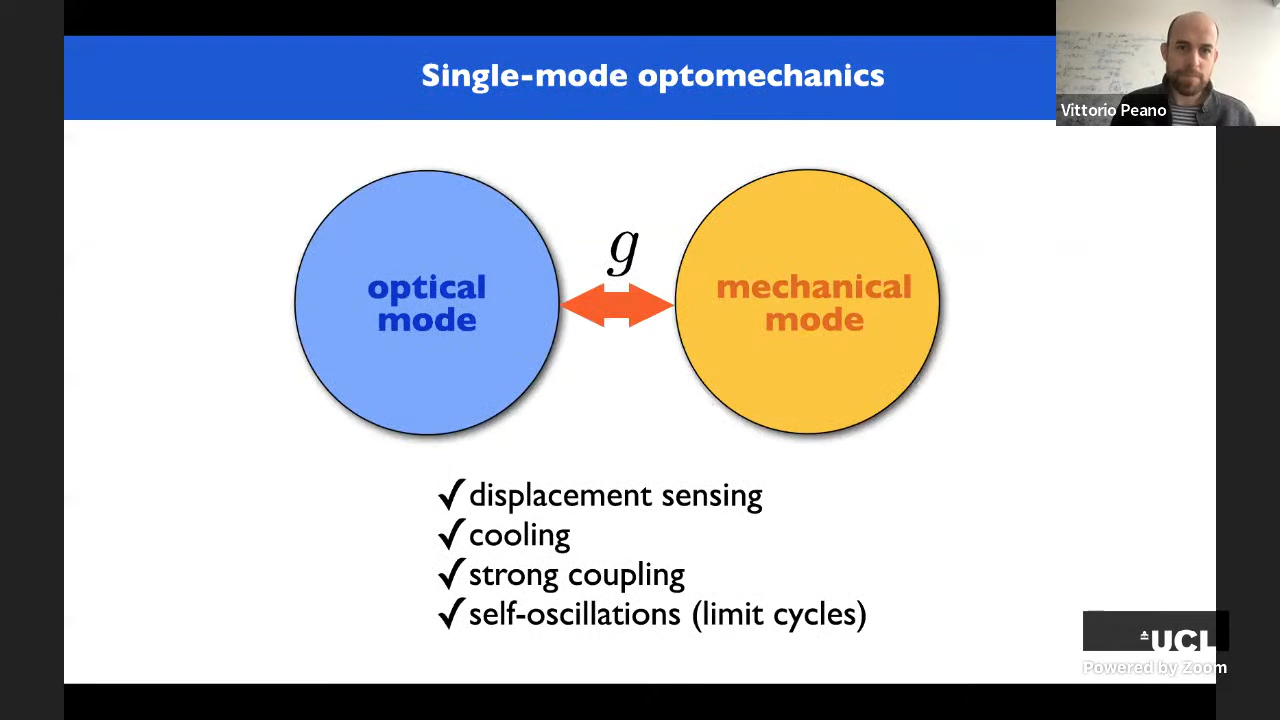 Single-mode optomechanics
Vittorio Peano
g
optical
mode
mechanical
mode
✓displacement sensing
✓cooling
✓strong coupling
✓self-oscillations (limit cycles)
UCL
Powered by Zoom